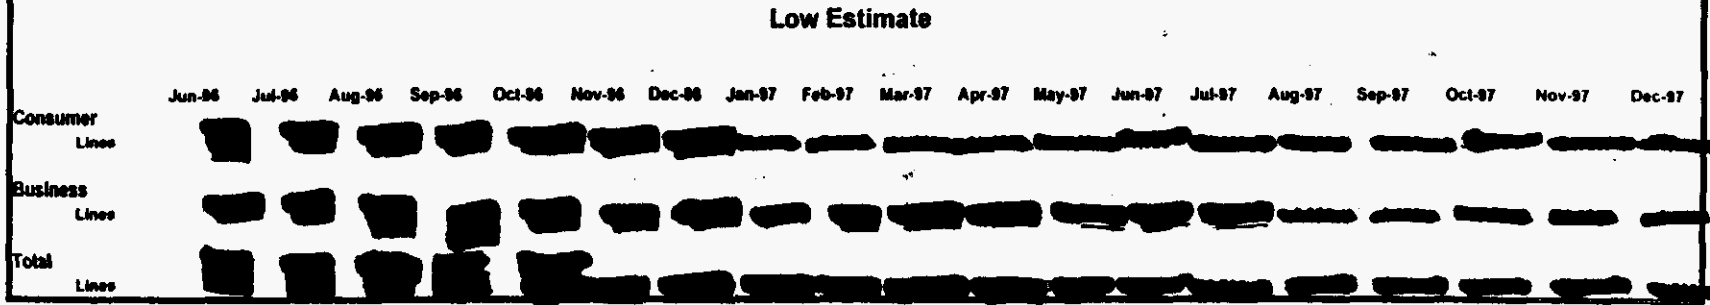 Low Estimate
Jun-96 Jul-96 Aug-96 Sep-96 Oct-96 Nov-96 Dec-96 Jan-97 Feb-97 Mar-97 Apr-97 May-97 Jun-97 Jul-97 Aug-97 Sep-97 Oct-97 Nov-97 Dec-97
Consumer
Lines
Business
Lines
Total
Lines